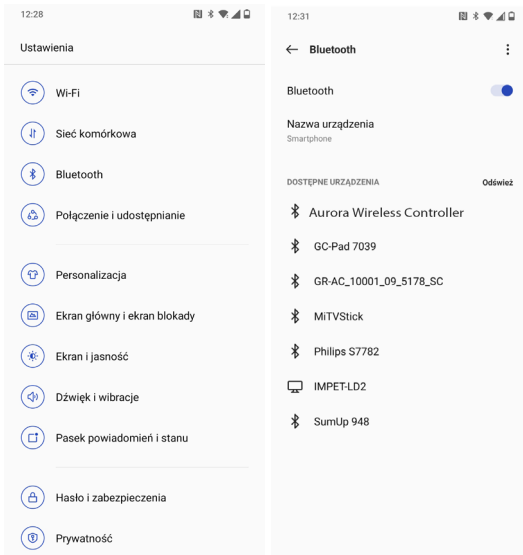 12:28
Ustawienia
Wi-Fi
Sieć komórkowa
Bluetooth
Połączenie i udostępnianie
Personalizacja
Ekran główny i ekran blokady
Ekran i jasność
Dźwięk i wibracje
Pasek powiadomień i stanu
Hasło i zabezpieczenia
Prywatność
12:31
Bluetooth
Bluetooth
Nazwa urządzenia
Smartphone
DOSTĘPNE URZĄDZENIA Odśwież
Aurora Wireless Controller
GC-Pad 7039
GR-AC_10001_09_5178_SC
MiTVStick
Philips S7782
IMPET-LD2
SumUp 948